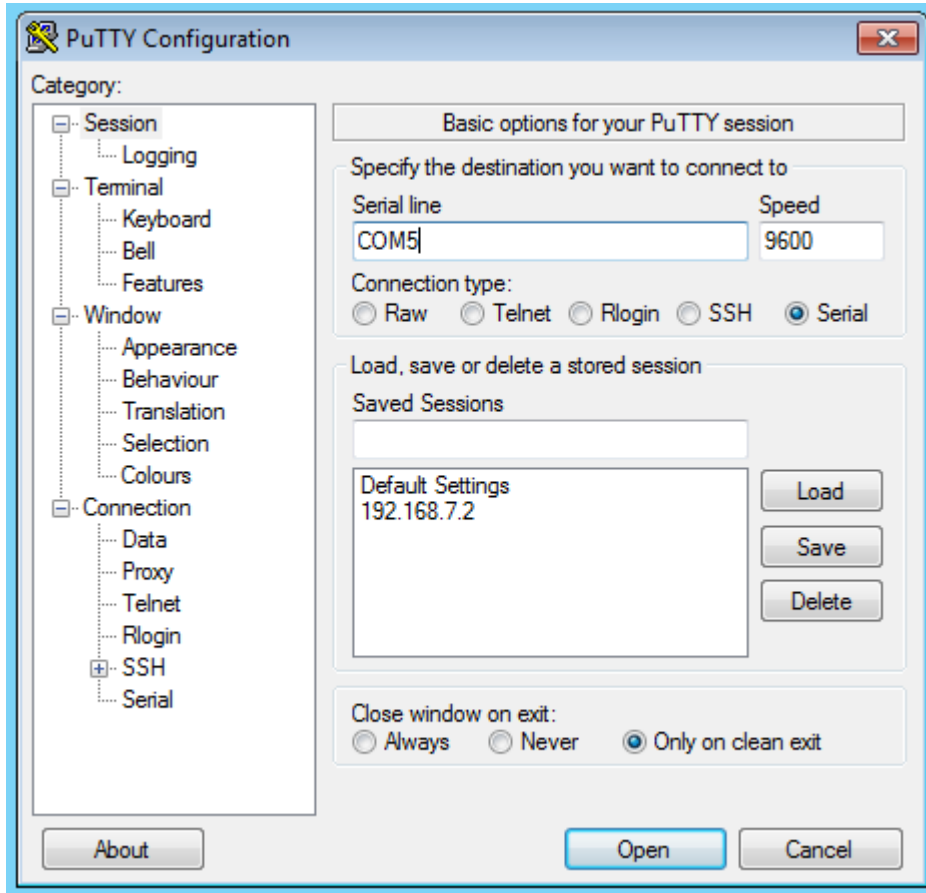 PuTTY Configuration
Category:
Session
Logging
Terminal
Keyboard
Bell
Features
Window
Appearance
Behaviour
Translation
Selection
Colours
Connection
Data
Proxy
Telnet
Rlogin
SSH
Serial
Basic options for your PuTTY session
Specify the destination you want to connect to
Serial line Speed
COM5 9600
Connection type:
Raw Telnet Rlogin SSH Serial
Load, save or delete a stored session
Saved Sessions
Default Settings
192.168.7.2
Load
Save
Delete
Close window on exit:
Always Never Only on clean exit
About Open Cancel